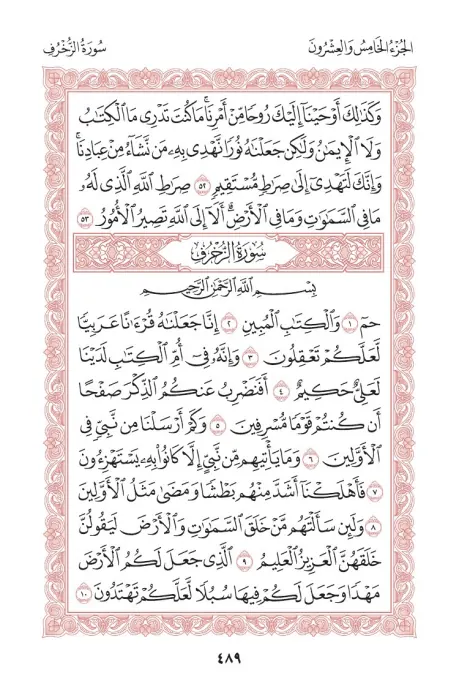 الجُزْءُ الخَامِسُ وَالعِشْرُونَ
سُورَةُ الزُّخْرُفِ
وَكَذَٰلِكَ أَوْحَيْنَآ إِلَيْكَ رُوحًا مِّنْ أَمْرِنَاۚ مَا كُنتَ تَدْرِى مَا ٱلْكِتَٰبُ
وَلَا ٱلْإِيمَٰنُ وَلَٰكِن جَعَلْنَٰهُ نُورًا نَّهْدِى بِهِۦ مَن نَّشَآءُ مِنْ عِبَادِنَاۚ
وَإِنَّكَ لَتَهْدِىٓ إِلَىٰ صِرَٰطٍ مُّسْتَقِيمٍ ٥٢ صِرَٰطِ ٱللَّهِ ٱلَّذِى لَهُۥ
مَا فِى ٱلسَّمَٰوَٰتِ وَمَا فِى ٱلْأَرْضِۗ أَلَآ إِلَى ٱللَّهِ تَصِيرُ ٱلْأُمُورُ ٥٣
سُورَةُ الزُّخْرُفِ
بِسْمِ ٱللَّهِ ٱلرَّحْمَٰنِ ٱلرَّحِيمِ
حمٓ ١ وَٱلْكِتَٰبِ ٱلْمُبِينِ ٢ إِنَّا جَعَلْنَٰهُ قُرْءَٰنًا عَرَبِيًّا
لَّعَلَّكُمْ تَعْقِلُونَ ٣ وَإِنَّهُۥ فِىٓ أُمِّ ٱلْكِتَٰبِ لَدَيْنَا
لَعَلِىٌّ حَكِيمٌ ٤ أَفَنَضْرِبُ عَنكُمُ ٱلذِّكْرَ صَفْحًا
أَن كُنتُمْ قَوْمًا مُّسْرِفِينَ ٥ وَكَمْ أَرْسَلْنَا مِن نَّبِىٍّ فِى
ٱلْأَوَّلِينَ ٦ وَمَا يَأْتِيهِم مِّن نَّبِىٍّ إِلَّا كَانُوا۟ بِهِۦ يَسْتَهْزِءُونَ
٧ فَأَهْلَكْنَآ أَشَدَّ مِنْهُم بَطْشًا وَمَضَىٰ مَثَلُ ٱلْأَوَّلِينَ
٨ وَلَئِن سَأَلْتَهُم مَّنْ خَلَقَ ٱلسَّمَٰوَٰتِ وَٱلْأَرْضَ لَيَقُولُنَّ
خَلَقَهُنَّ ٱلْعَزِيزُ ٱلْعَلِيمُ ٩ ٱلَّذِى جَعَلَ لَكُمُ ٱلْأَرْضَ
مَهْدًا وَجَعَلَ لَكُمْ فِيهَا سُبُلًا لَّعَلَّكُمْ تَهْتَدُونَ ١٠
٤٨٩